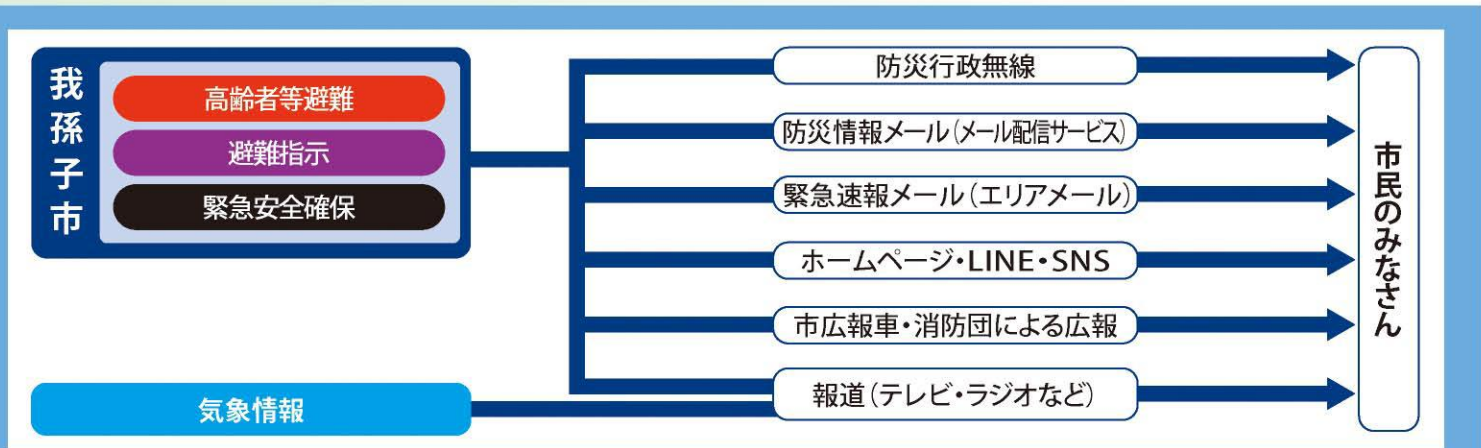 我孫子市
高齢者等避難
避難指示
緊急安全確保
気象情報
防災行政無線
防災情報メール(メール配信サービス)
緊急速報メール(エリアメール)
ホームページ・LINE・SNS
市広報車・消防団による広報
報道(テレビ・ラジオなど)
市民のみなさん